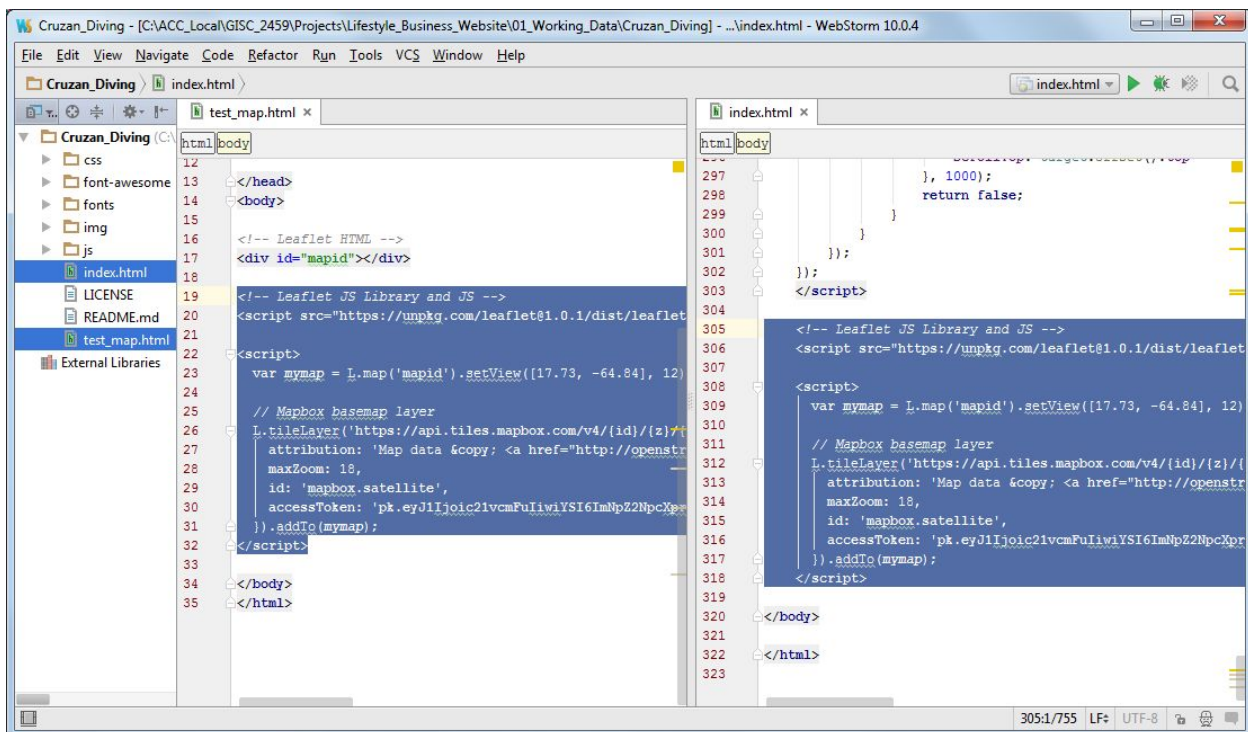 Cruzan_Diving - [C:\ACC_Local\GISC_2459\Projects\Lifestyle_Business_Website\01_Working_Data\Cruzan_Diving] - ...\index.html - WebStorm 10.0.4
File Edit View Navigate Code Refactor Run Tools VCS Window Help
Cruzan_Diving index.html
index.html
test_map.html
index.html
Cruzan_Diving (C:\
css
font-awesome
fonts
img
js
index.html
LICENSE
README.md
test_map.html
External Libraries
html body
12
13 </head>
14 <body>
15
16 <!-- Leaflet HTML -->
17 <div id="mapid"></div>
18
19 <!-- Leaflet JS Library and JS -->
20 <script src="https://unpkg.com/leaflet@1.0.1/dist/leaflet
21
22 <script>
23 var mymap = L.map('mapid').setView([17.73, -64.84], 12)
24
25 // Mapbox basemap layer
26 L.tileLayer('https://api.tiles.mapbox.com/v4/{id}/{z}/{
27 attribution: 'Map data &copy; <a href="http://openstr
28 maxZoom: 18,
29 id: 'mapbox.satellite',
30 accessToken: 'pk.eyJ1Ijoic21vcmFuIiwiYSI6ImNpZ2NpcXpr
31 }).addTo(mymap);
32 </script>
33
34 </body>
35 </html>
html body
297 }, 1000);
298 return false;
299 }
300 }
301 });
302 });
303 </script>
304
305 <!-- Leaflet JS Library and JS -->
306 <script src="https://unpkg.com/leaflet@1.0.1/dist/leaflet
307
308 <script>
309 var mymap = L.map('mapid').setView([17.73, -64.84], 12)
310
311 // Mapbox basemap layer
312 L.tileLayer('https://api.tiles.mapbox.com/v4/{id}/{z}/{
313 attribution: 'Map data &copy; <a href="http://openstr
314 maxZoom: 18,
315 id: 'mapbox.satellite',
316 accessToken: 'pk.eyJ1Ijoic21vcmFuIiwiYSI6ImNpZ2NpcXpr
317 }).addTo(mymap);
318 </script>
319
320 </body>
321
322 </html>
323
305:1/755 LF UTF-8